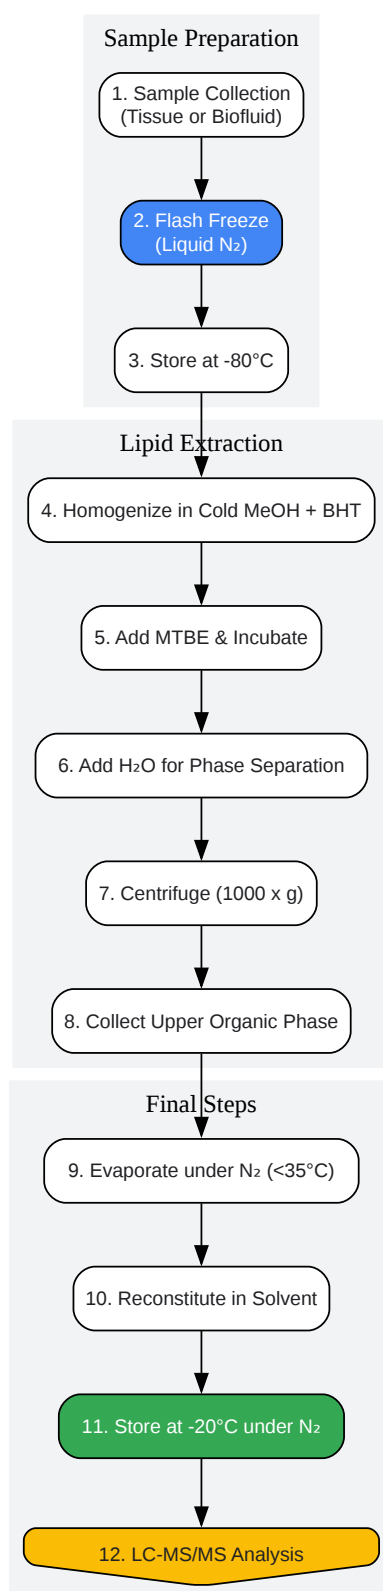 Sample Preparation
1. Sample Collection
(Tissue or Biofluid)
2. Flash Freeze
(Liquid N₂)
3. Store at -80°C
Lipid Extraction
4. Homogenize in Cold MeOH + BHT
5. Add MTBE & Incubate
6. Add H₂O for Phase Separation
7. Centrifuge (1000 x g)
8. Collect Upper Organic Phase
Final Steps
9. Evaporate under N₂ (<35°C)
10. Reconstitute in Solvent
11. Store at -20°C under N₂
12. LC-MS/MS Analysis